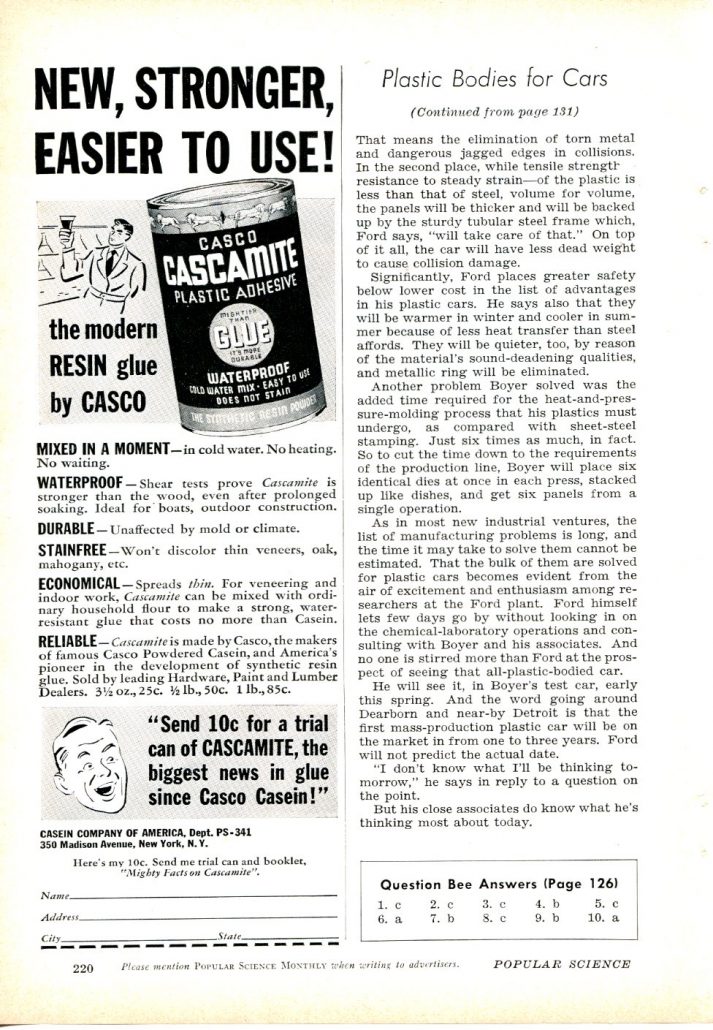 NEW, STRONGER,
EASIER TO USE!
CASCO
CASCAMITE
PLASTIC ADHESIVE
MIGHTIER
THAN
GLUE
IT'S MORE
DURABLE
WATERPROOF
COLD WATER MIX · EASY TO USE
DOES NOT STAIN
THE SYNTHETIC RESIN POWDER
the modern
RESIN glue
by CASCO
MIXED IN A MOMENT—in cold water. No heating.
No waiting.
WATERPROOF—Shear tests prove Cascamite is
stronger than the wood, even after prolonged
soaking. Ideal for boats, outdoor construction.
DURABLE—Unaffected by mold or climate.
STAINFREE—Won't discolor thin veneers, oak,
mahogany, etc.
ECONOMICAL—Spreads thin. For veneering and
indoor work, Cascamite can be mixed with ordi-
nary household flour to make a strong, water-
resistant glue that costs no more than Casein.
RELIABLE—Cascamite is made by Casco, the makers
of famous Casco Powdered Casein, and America's
pioneer in the development of synthetic resin
glue. Sold by leading Hardware, Paint and Lumber
Dealers. 3½ oz., 25c. ½ lb., 50c. 1 lb., 85c.
"Send 10c for a trial
can of CASCAMITE, the
biggest news in glue
since Casco Casein!"
CASEIN COMPANY OF AMERICA, Dept. PS-341
350 Madison Avenue, New York, N.Y.
Here's my 10c. Send me trial can and booklet,
"Mighty Facts on Cascamite".
Name
Address
City State
Plastic Bodies for Cars
(Continued from page 131)
That means the elimination of torn metal
and dangerous jagged edges in collisions.
In the second place, while tensile strength
resistance to steady strain—of the plastic is
less than that of steel, volume for volume,
the panels will be thicker and will be backed
up by the sturdy tubular steel frame which,
Ford says, "will take care of that." On top
of it all, the car will have less dead weight
to cause collision damage.
Significantly, Ford places greater safety
below lower cost in the list of advantages
in his plastic cars. He says also that they
will be warmer in winter and cooler in sum-
mer because of less heat transfer than steel
affords. They will be quieter, too, by reason
of the material's sound-deadening qualities,
and metallic ring will be eliminated.
Another problem Boyer solved was the
added time required for the heat-and-pres-
sure-molding process that his plastics must
undergo, as compared with sheet-steel
stamping. Just six times as much, in fact.
So to cut the time down to the requirements
of the production line, Boyer will place six
identical dies at once in each press, stacked
up like dishes, and get six panels from a
single operation.
As in most new industrial ventures, the
list of manufacturing problems is long, and
the time it may take to solve them cannot be
estimated. That the bulk of them are solved
for plastic cars becomes evident from the
air of excitement and enthusiasm among re-
searchers at the Ford plant. Ford himself
lets few days go by without looking in on
the chemical-laboratory operations and con-
sulting with Boyer and his associates. And
no one is stirred more than Ford at the pros-
pect of seeing that all-plastic-bodied car.
He will see it, in Boyer's test car, early
this spring. And the word going around
Dearborn and near-by Detroit is that the
first mass-production plastic car will be on
the market in from one to three years. Ford
will not predict the actual date.
"I don't know what I'll be thinking to-
morrow," he says in reply to a question on
the point.
But his close associates do know what he's
thinking most about today.
Question Bee Answers (Page 126)
1. c 2. c 3. c 4. b 5. c
6. a 7. b 8. c 9. b 10. a
220 Please mention POPULAR SCIENCE MONTHLY when writing to advertisers. POPULAR SCIENCE